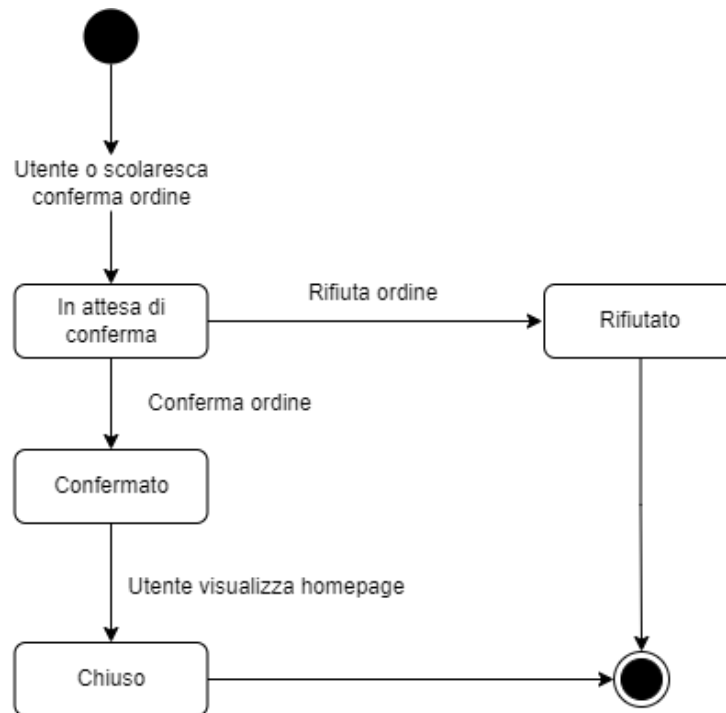 Utente o scolaresca
conferma ordine
In attesa di
conferma
Rifiuta ordine
Rifiutato
Conferma ordine
Confermato
Utente visualizza homepage
Chiuso